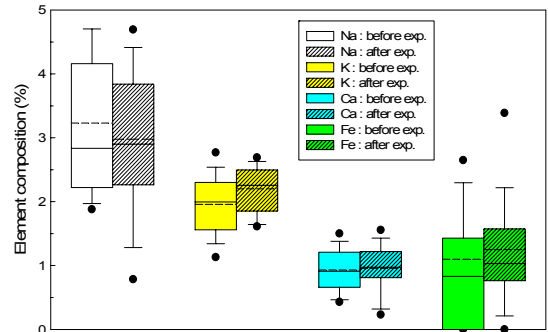 5
4
3
2
1
0
Element composition (%)
Na : before exp.
Na : after exp.
K : before exp.
K : after exp.
Ca : before exp.
Ca : after exp.
Fe : before exp.
Fe : after exp.